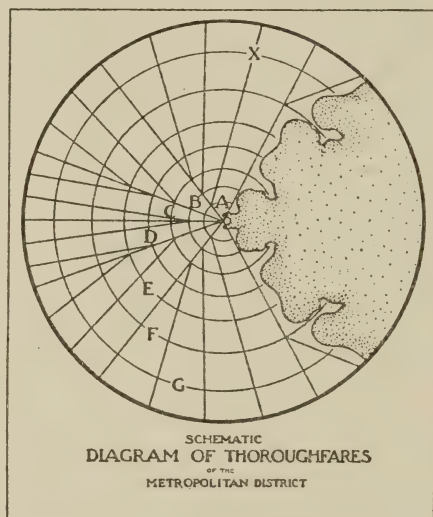 X
B A
C
D
E
F
G
SCHEMATIC
DIAGRAM OF THOROUGHFARES
OF THE
METROPOLITAN DISTRICT